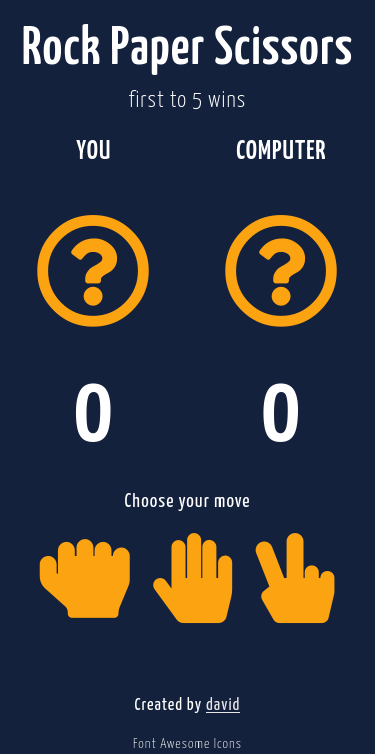 Rock Paper Scissors
first to 5 wins
YOU COMPUTER
? ?
0 0
Choose your move
Created by david
Font Awesome Icons